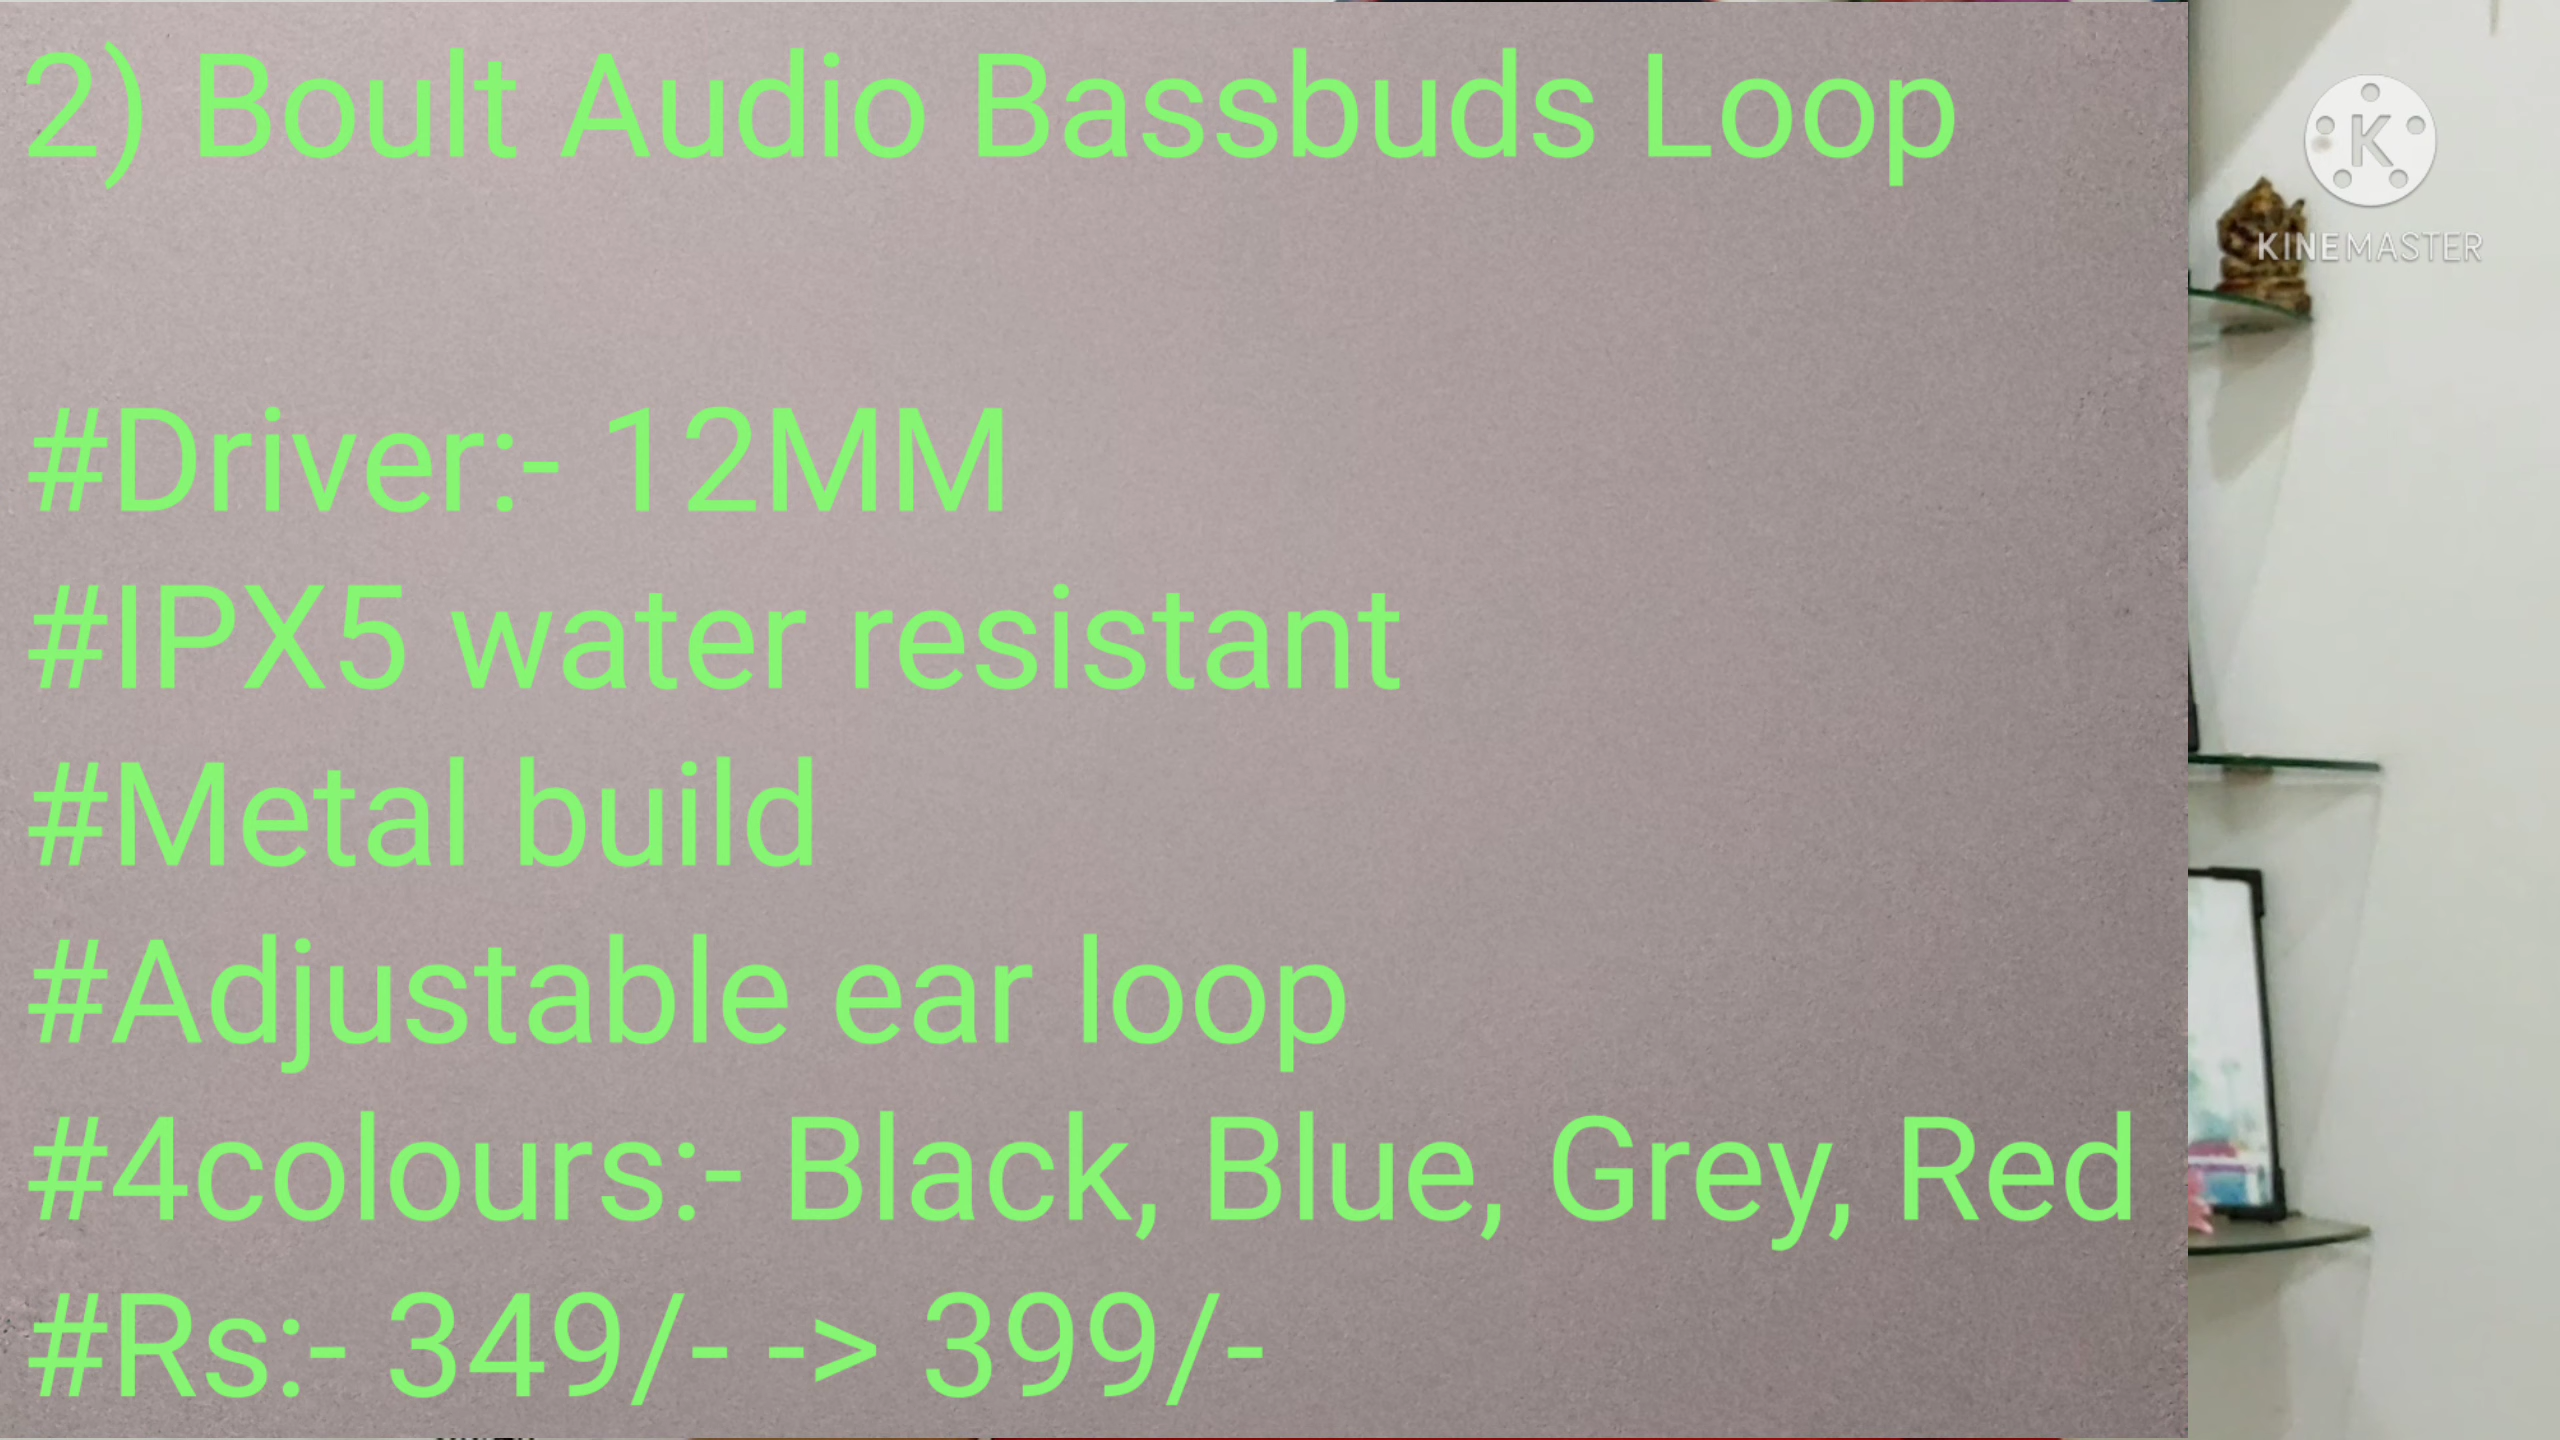 2) Boult Audio Bassbuds Loop
#Driver:- 12MM
#IPX5 water resistant
#Metal build
#Adjustable ear loop
#4colours:- Black, Blue, Grey, Red
#Rs:- 349/- -> 399/-
K
KINEMASTER